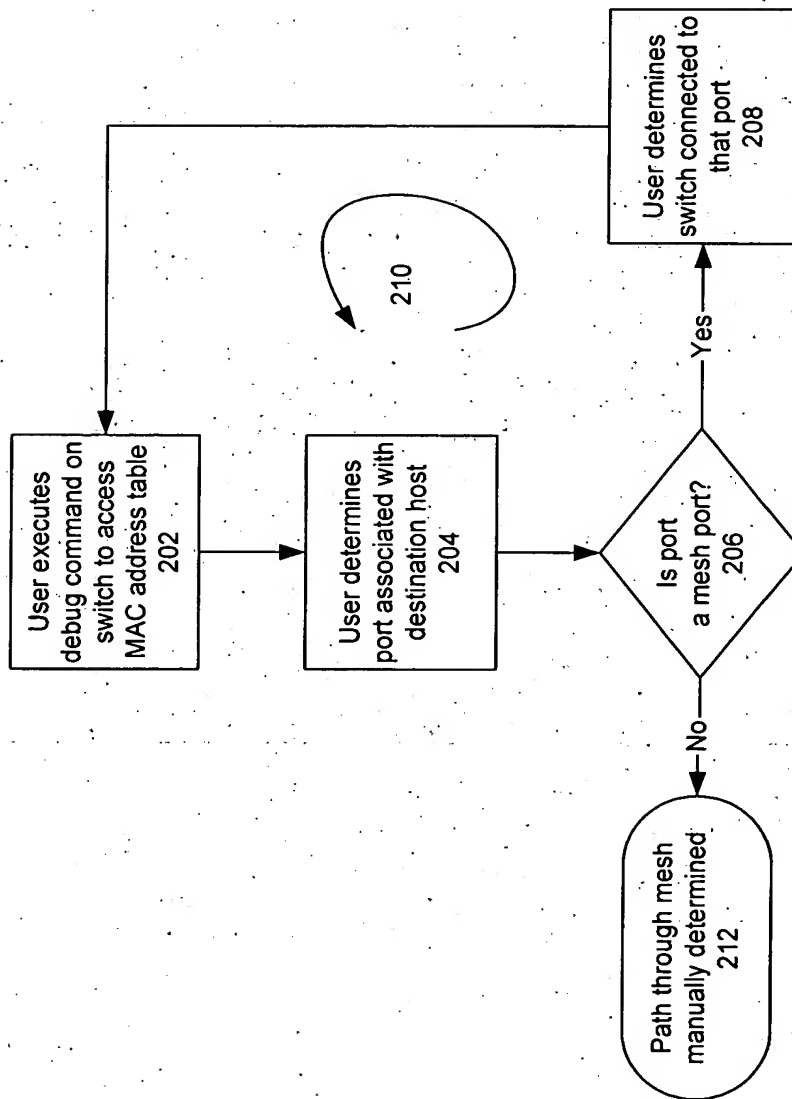 User executes
debug command on
switch to access
MAC address table
202
User determines
port associated with
destination host
204
Is port
a mesh port?
206
Yes
User determines
switch connected to
that port
208
210
No
Path through mesh
manually determined
212